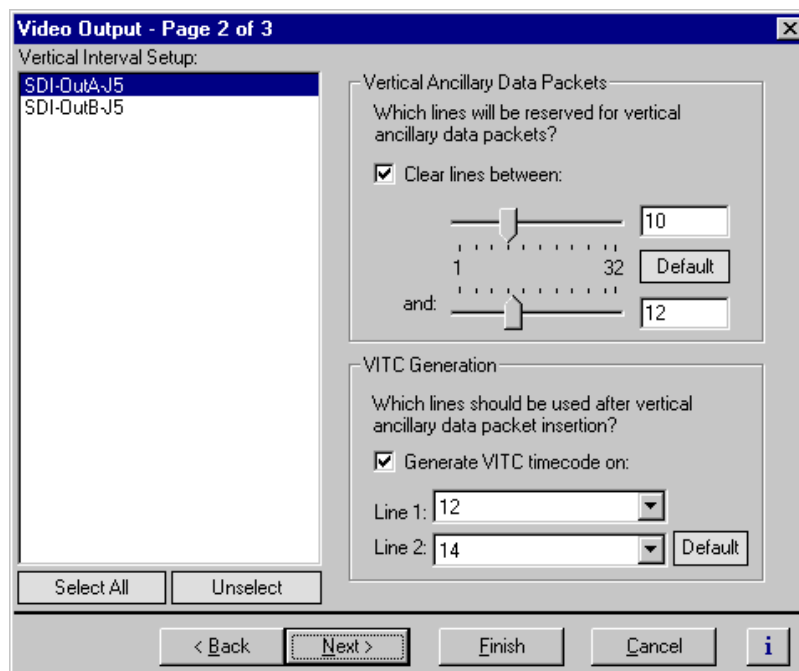 Video Output - Page 2 of 3
Vertical Interval Setup:
SDI-OutA-J5
SDI-OutB-J5
Select All
Unselect
Vertical Ancillary Data Packets
Which lines will be reserved for vertical
ancillary data packets?
Clear lines between:
10
1
32
Default
and:
12
VITC Generation
Which lines should be used after vertical
ancillary data packet insertion?
Generate VITC timecode on:
Line 1: 12
Line 2: 14
Default
< Back
Next >
Finish
Cancel
i